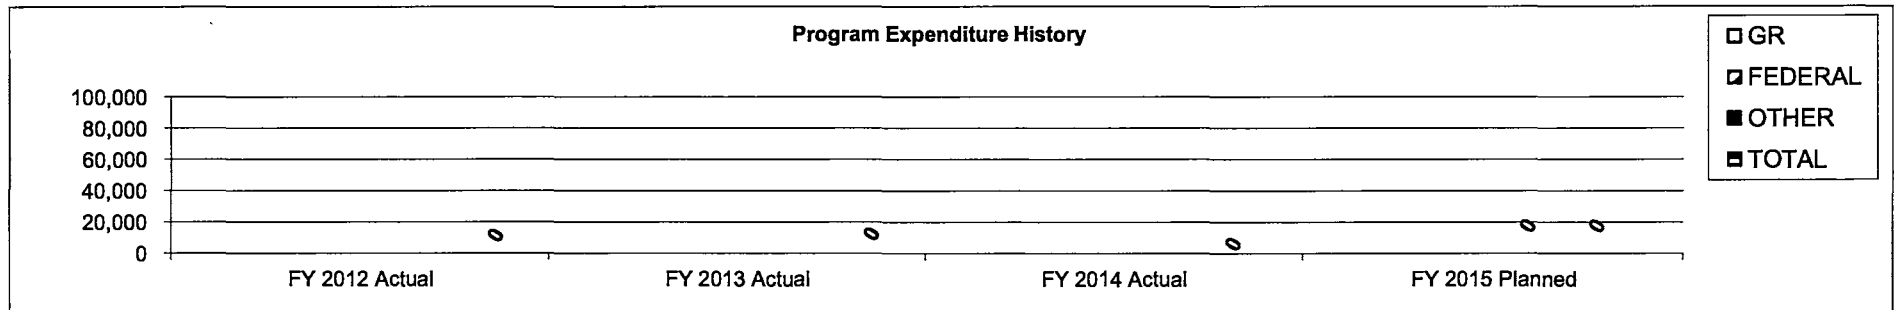 Program Expenditure History
GR
FEDERAL
OTHER
TOTAL
100,000
80,000
60,000
40,000
20,000
0
0 0 0 0 0
FY 2012 Actual FY 2013 Actual FY 2014 Actual FY 2015 Planned